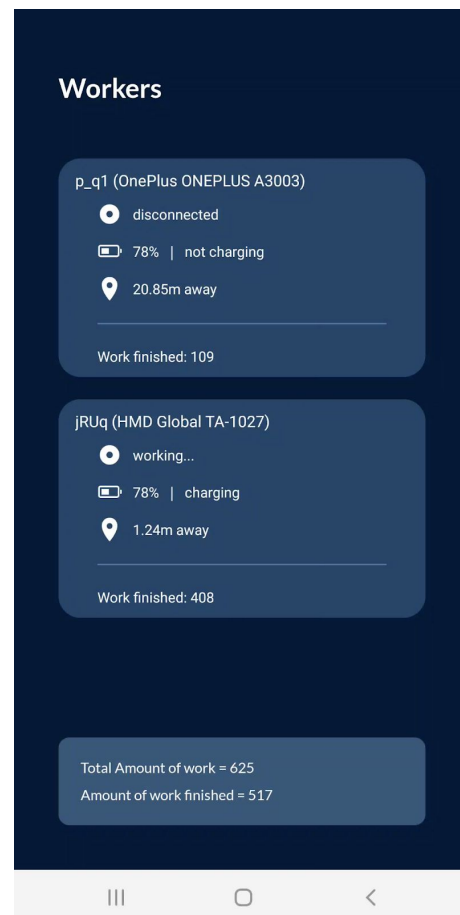 Workers
p_q1 (OnePlus ONEPLUS A3003)
disconnected
78% | not charging
20.85m away
Work finished: 109
jRUq (HMD Global TA-1027)
working...
78% | charging
1.24m away
Work finished: 408
Total Amount of work = 625
Amount of work finished = 517